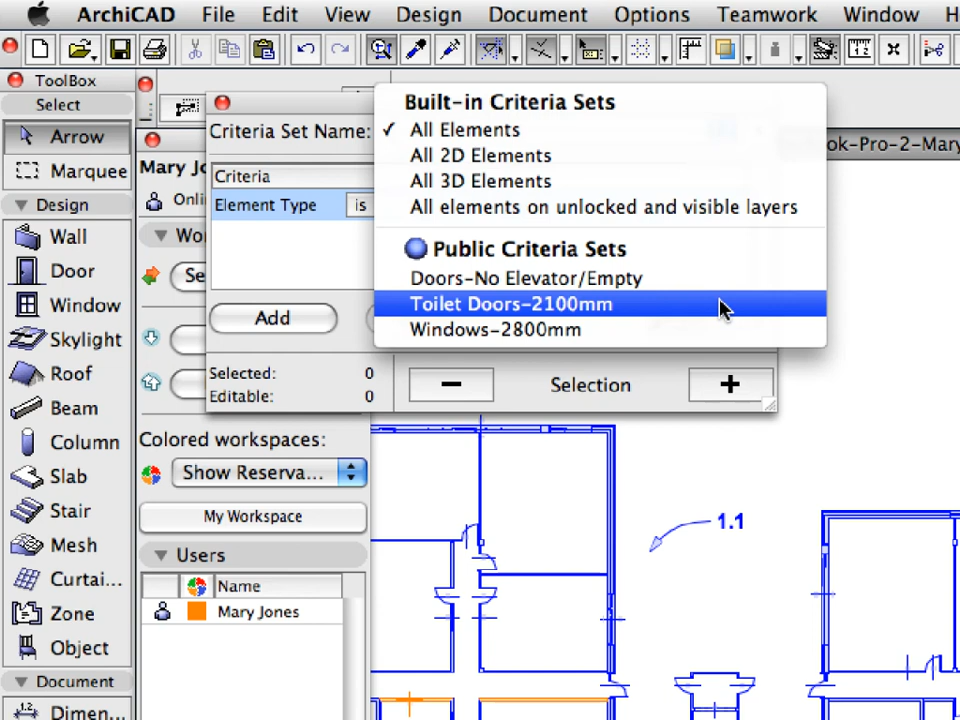 ArchiCAD File Edit View Design Document Options Teamwork Window H
ToolBox
Select
Arrow
Marquee
Design
Wall
Door
Window
Skylight
Roof
Beam
Column
Slab
Stair
Mesh
Curtai...
Zone
Object
Document
Dimen...
Criteria Set Name:
Criteria
Element Type is
Add
Selected: 0
Editable: 0
Selection
Built-in Criteria Sets
✓ All Elements
All 2D Elements
All 3D Elements
All elements on unlocked and visible layers
Public Criteria Sets
Doors-No Elevator/Empty
Toilet Doors-2100mm
Windows-2800mm
ok-Pro-2-Mary
Mary Jo
Onli
Wo
Se
Colored workspaces:
Show Reserva...
My Workspace
Users
Name
Mary Jones
1.1